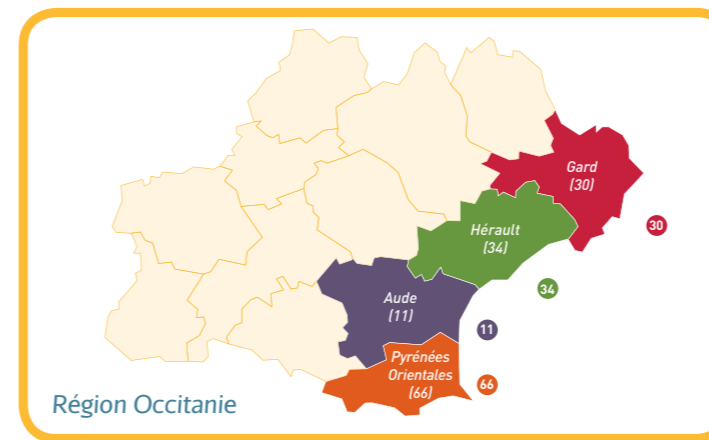 Gard
(30)
30
Hérault
(34)
34
Aude
(11)
11
Pyrénées
Orientales
(66)
66
Région Occitanie